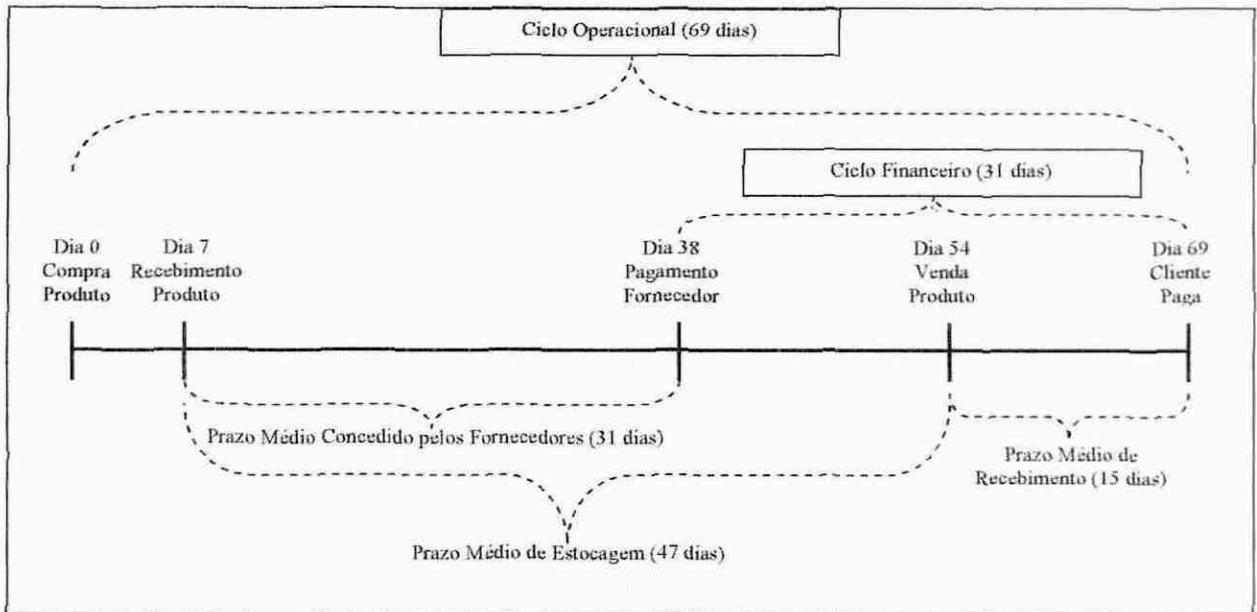 Ciclo Operacional (69 dias)
Ciclo Financeiro (31 dias)
Dia 0
Compra
Produto
Dia 7
Recebimento
Produto
Dia 38
Pagamento
Fornecedor
Dia 54
Venda
Produto
Dia 69
Cliente
Paga
Prazo Médio Concedido pelos Fornecedores (31 dias)
Prazo Médio de
Recebimento (15 dias)
Prazo Médio de Estocagem (47 dias)